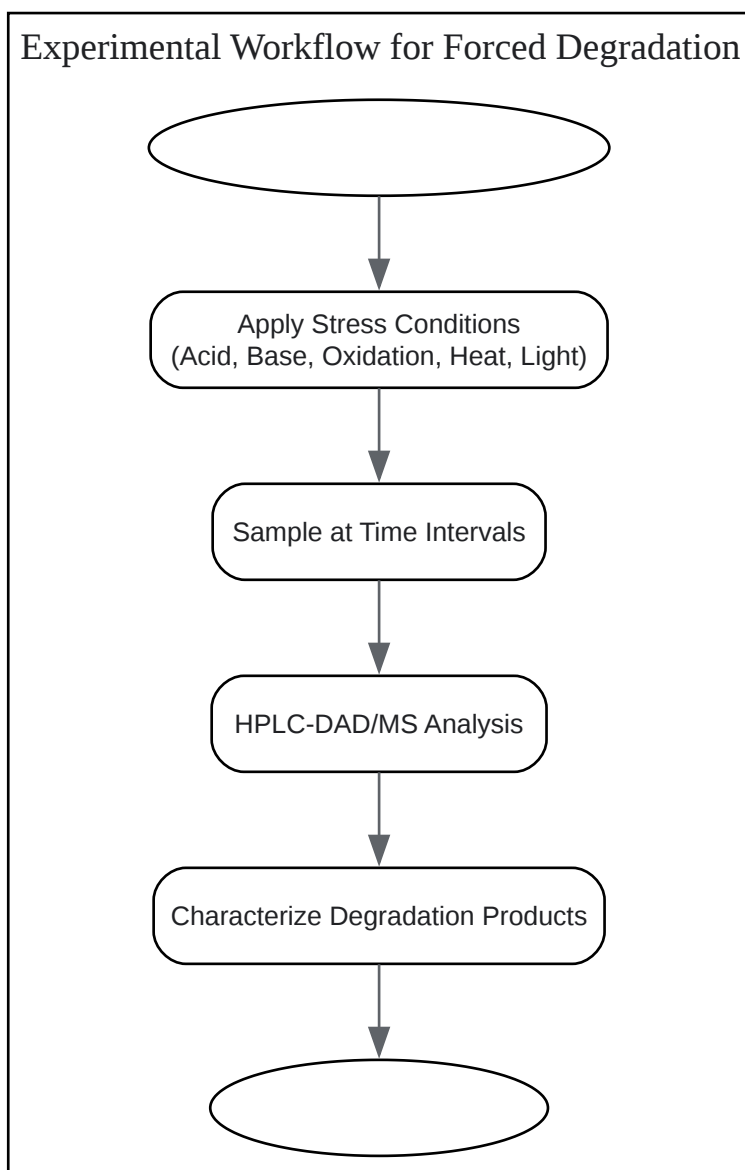 Experimental Workflow for Forced Degradation
Apply Stress Conditions
(Acid, Base, Oxidation, Heat, Light)
Sample at Time Intervals
HPLC-DAD/MS Analysis
Characterize Degradation Products